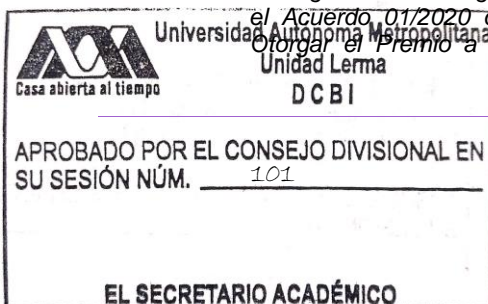 el Acuerdo 01/2020
Otorgar el Premio a
Universidad Autónoma Metropolitana
Unidad Lerma
DCBI
Casa abierta al tiempo
APROBADO POR EL CONSEJO DIVISIONAL EN
SU SESIÓN NÚM. 101
EL SECRETARIO ACADÉMICO